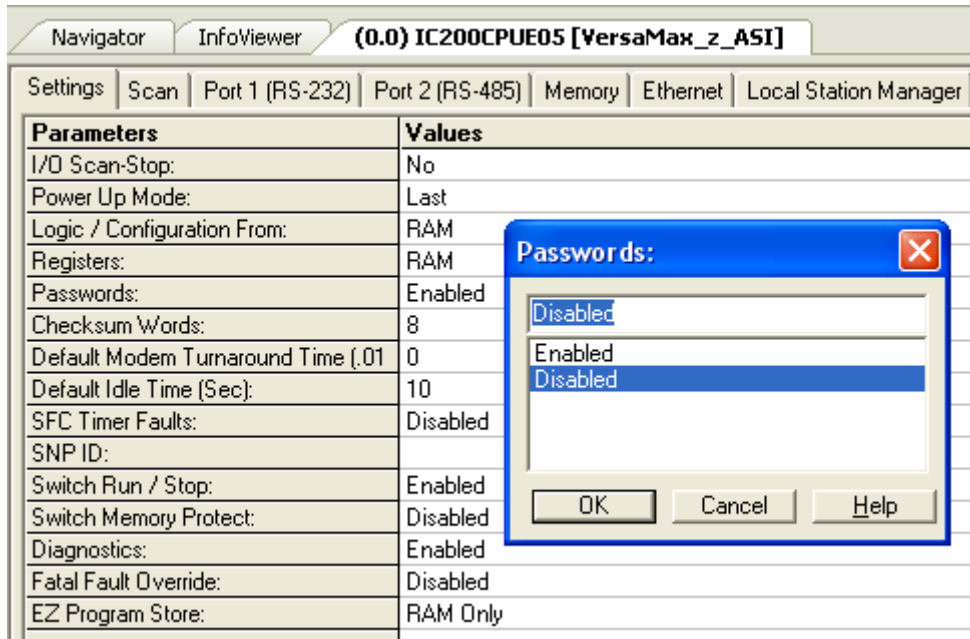 Navigator InfoViewer (0.0) IC200CPUE05 [VersaMax_z_ASI]
Settings Scan Port 1 (RS-232) Port 2 (RS-485) Memory Ethernet Local Station Manager
Parameters Values
I/O Scan-Stop: No
Power Up Mode: Last
Logic / Configuration From: RAM
Registers: RAM
Passwords: Enabled
Checksum Words: 8
Default Modem Turnaround Time (.01 0
Default Idle Time (Sec): 10
SFC Timer Faults: Disabled
SNP ID:
Switch Run / Stop: Enabled
Switch Memory Protect: Disabled
Diagnostics: Enabled
Fatal Fault Override: Disabled
EZ Program Store: RAM Only
Passwords:
Disabled
Enabled
Disabled
OK Cancel Help